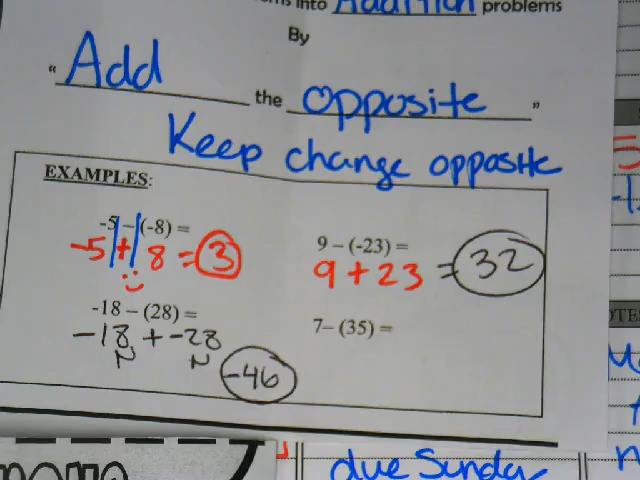 into Addition problems
By
"Add the opposite"
Keep change opposite
EXAMPLES:
-5 – (-8) =
-5 + 8 = 3
9 – (-23) =
9 + 23 = 32
-18 – (28) =
-18 + -28
N N
-46
7– (35) =
due Sunday